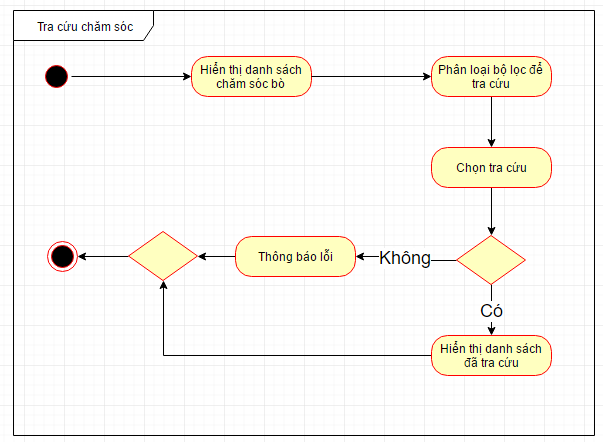 Tra cứu chăm sóc
Hiển thị danh sách
chăm sóc bò
Phân loại bộ lọc để
tra cứu
Chọn tra cứu
Không
Thông báo lỗi
Có
Hiển thị danh sách
đã tra cứu